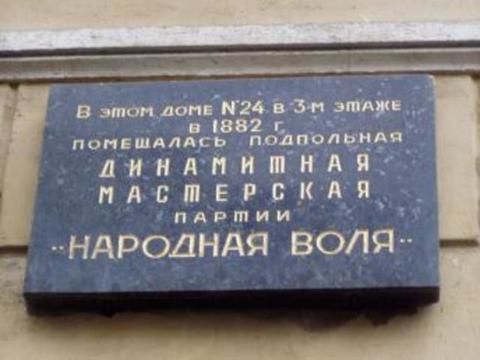 В этом доме №24 в 3-м этаже
в 1882 г
помещалась подпольная
ДИНАМИТНАЯ
МАСТЕРСКАЯ
партии
"НАРОДНАЯ ВОЛЯ"